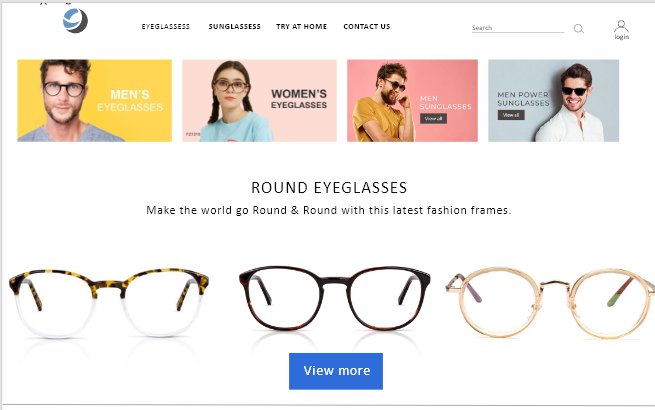 EYEGLASSESS
SUNGLASSESS
TRY AT HOME
CONTACT US
Search
login
MEN'S
EYEGLASSES
WOMEN'S
EYEGLASSES
MEN
SUNGLASSES
View all
MEN POWER
SUNGLASSES
View all
ROUND EYEGLASSES
Make the world go Round & Round with this latest fashion frames.
View more